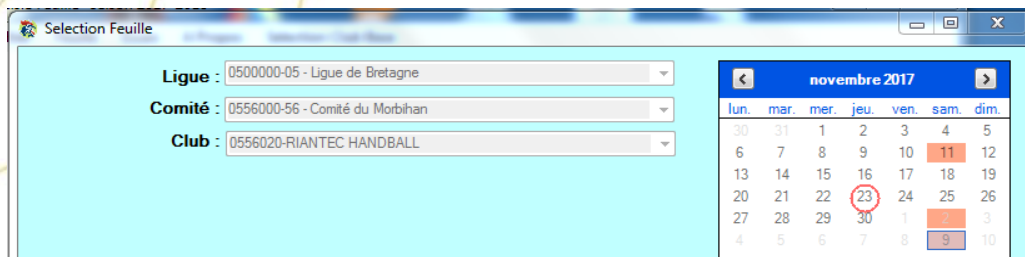 Selection Feuille
Ligue : 0500000-05 - Ligue de Bretagne
Comité : 0556000-56 - Comité du Morbihan
Club : 0556020-RIANTEC HANDBALL
novembre 2017
lun. mar. mer. jeu. ven. sam. dim.
30 31 1 2 3 4 5
6 7 8 9 10 11 12
13 14 15 16 17 18 19
20 21 22 23 24 25 26
27 28 29 30 1 2 3
4 5 6 7 8 9 10